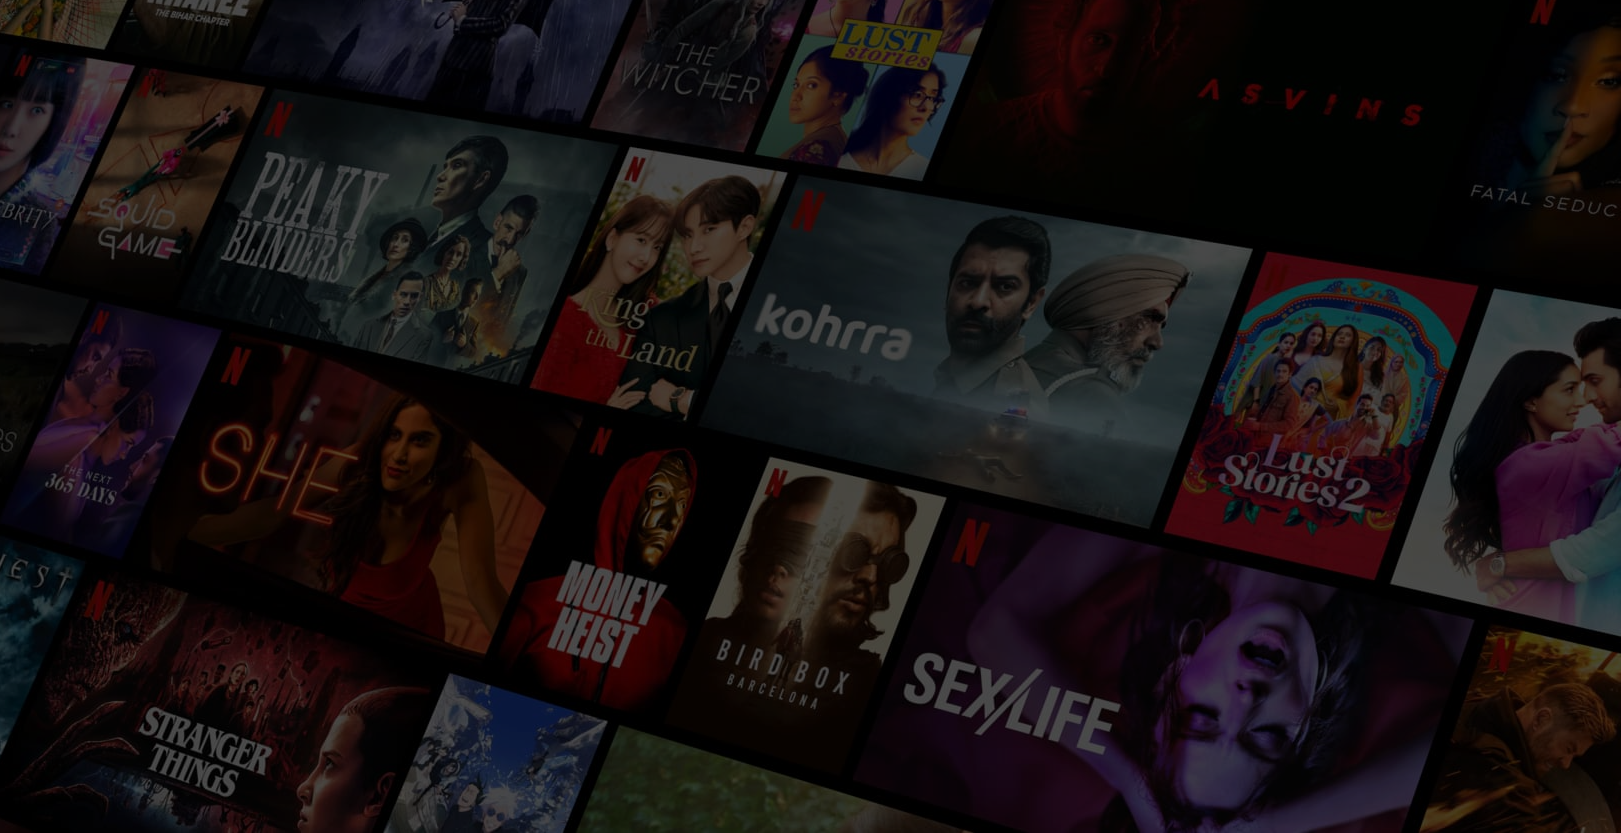 THE BIHAR CHAPTER
THE
WITCHER
LUST
stories
ASVINS
FATAL SEDUC
BRITY
SQUID
GAME
PEAKY
BLINDERS
King
the Land
kohrra
Lust
Stories 2
THE NEXT
365 DAYS
SHE
MONEY
HEIST
BIRD BOX
BARCELONA
SEX/LIFE
IEST
STRANGER
THINGS